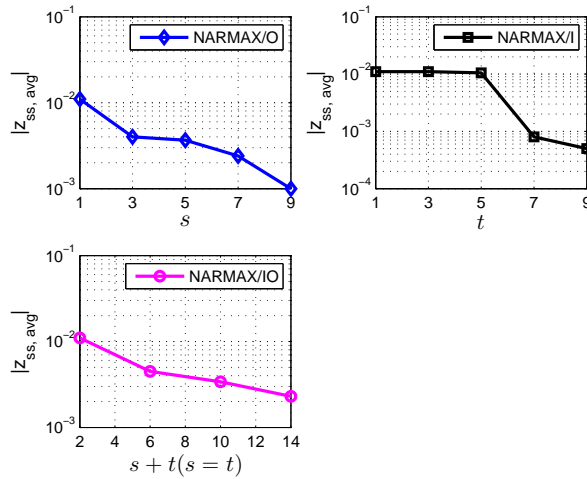 10^-1
10^-2
10^-3
|z_ss, avg|
NARMAX/O
1 3 5 7 9
s
10^-1
10^-2
10^-3
10^-4
|z_ss, avg|
NARMAX/I
1 3 5 7 9
t
10^-1
10^-2
10^-3
|z_ss, avg|
NARMAX/IO
2 4 6 8 10 12 14
s + t(s = t)